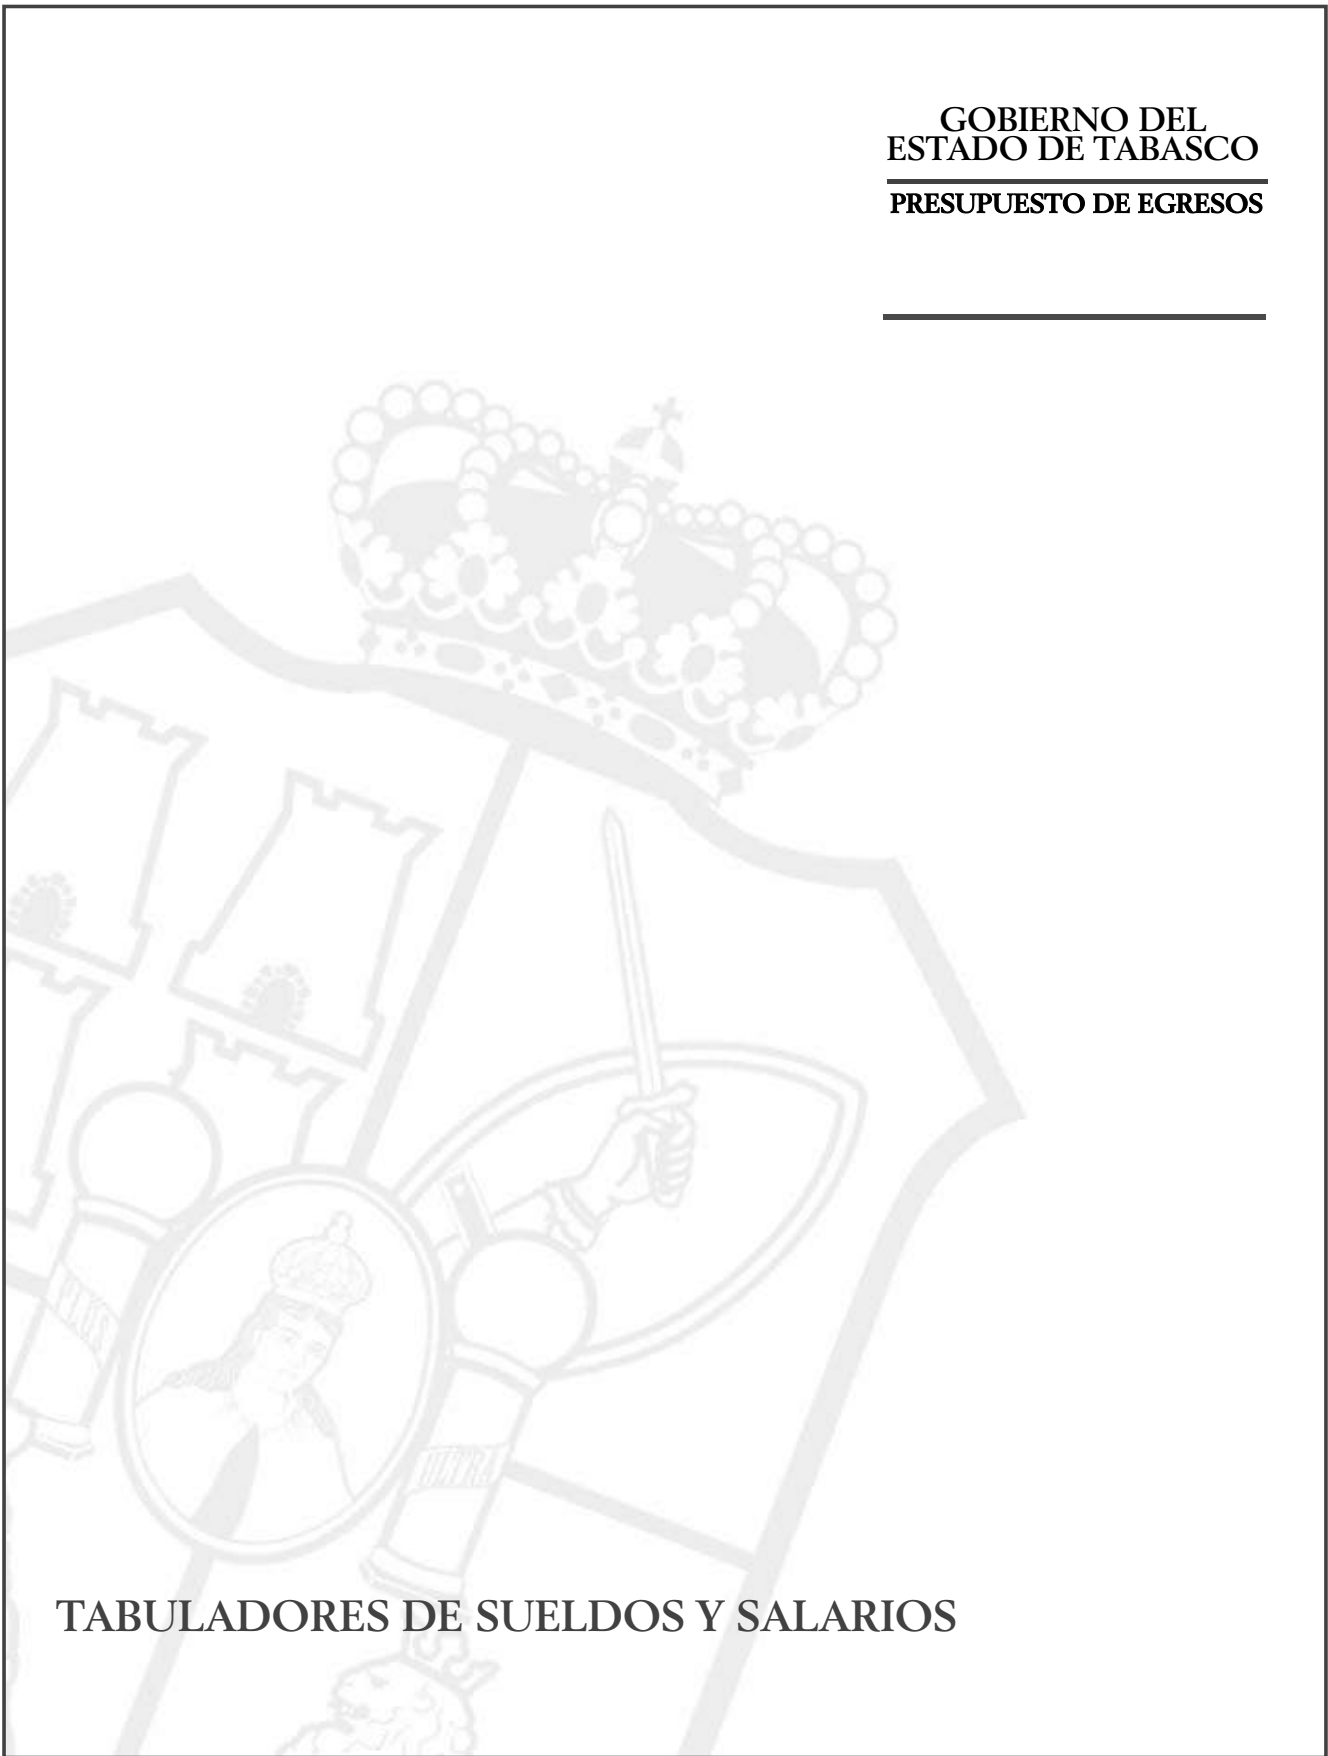 GOBIERNO DEL
ESTADO DE TABASCO
PRESUPUESTO DE EGRESOS
TABULADORES DE SUELDOS Y SALARIOS